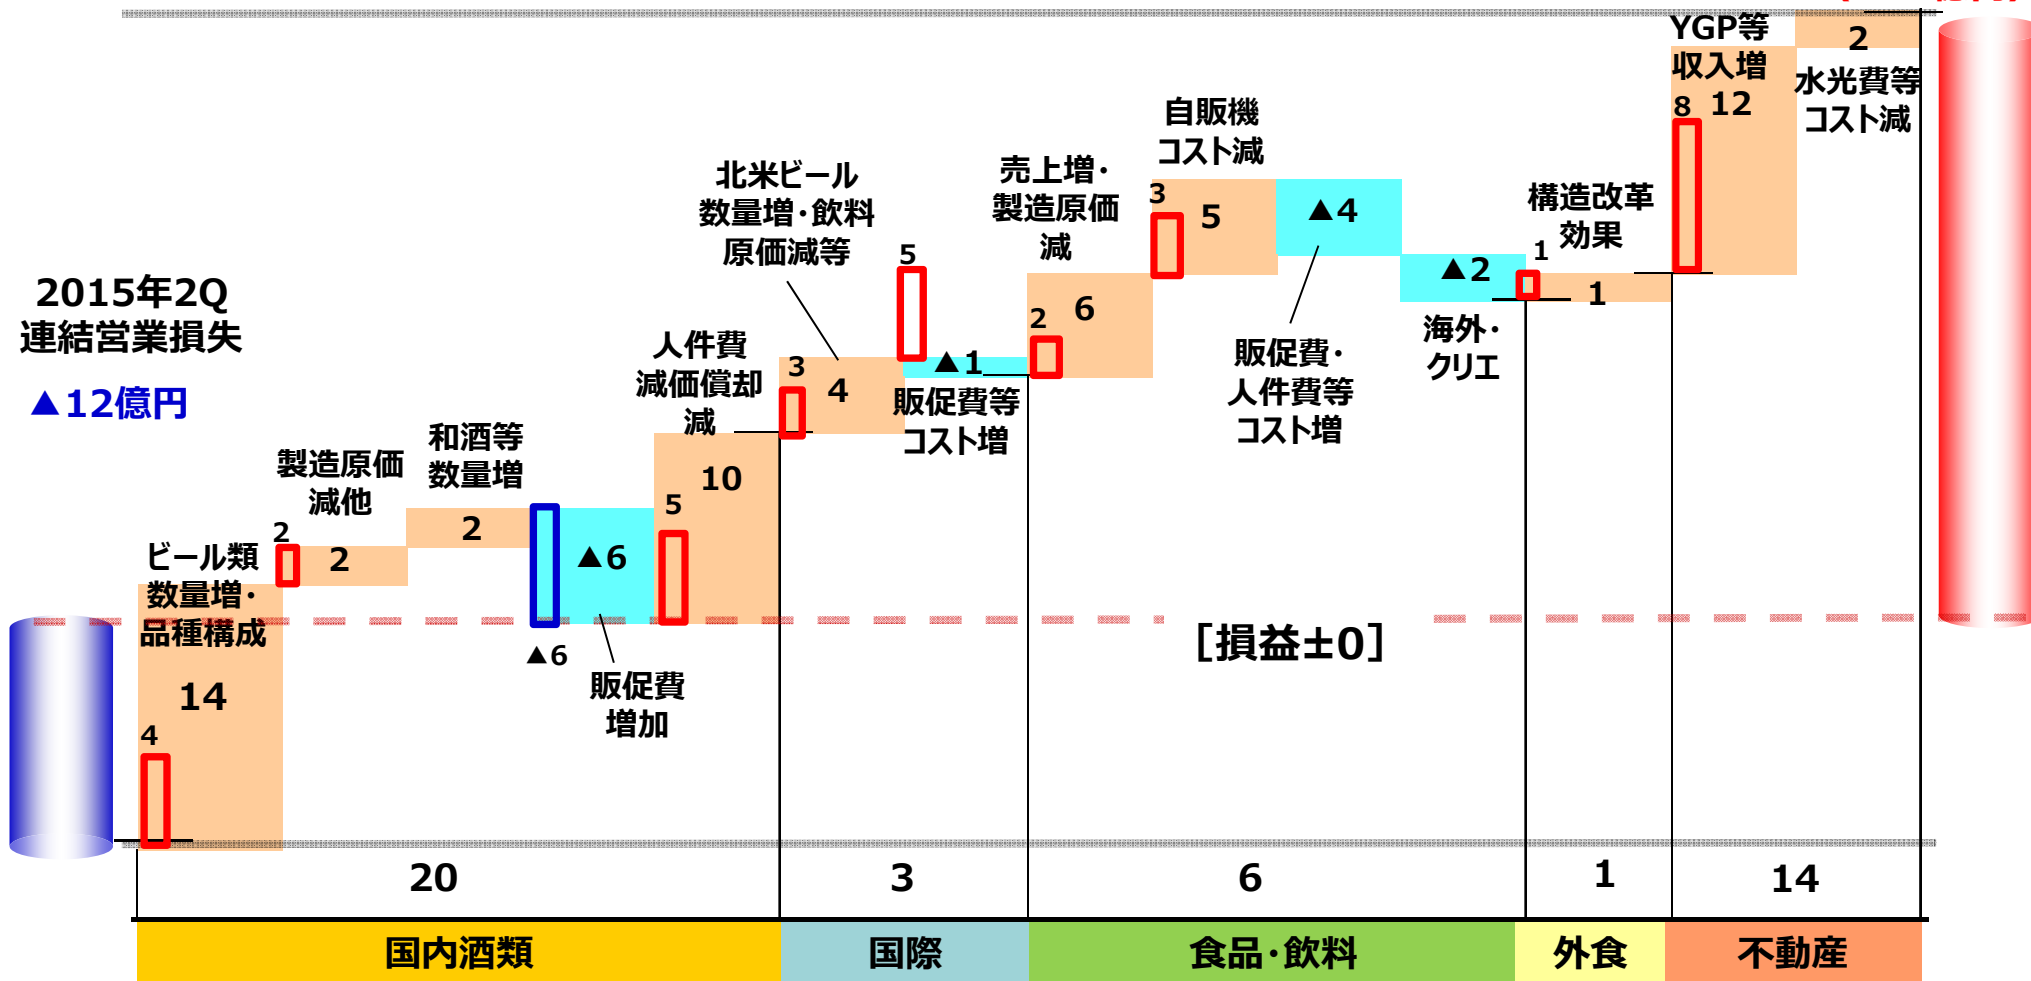 2015年2Q
連結営業損失
▲12億円
ビール類
数量増・
品種構成
14
4
製造原価
減他
2
2
和酒等
数量増
2
▲6
▲6
販促費
増加
人件費
減価償却
減
10
5
北米ビール
数量増・飲料
原価減等
3
4
5
▲1
販促費等
コスト増
売上増・
製造原価
減
2
6
自販機
コスト減
3
5
▲4
販促費・
人件費等
コスト増
▲2
海外・
クリエ
構造改革
効果
1
1
YGP等
収入増
8
12
2
水光費等
コスト減
[損益±0]
20
3
6
1
14
国内酒類
国際
食品・飲料
外食
不動産